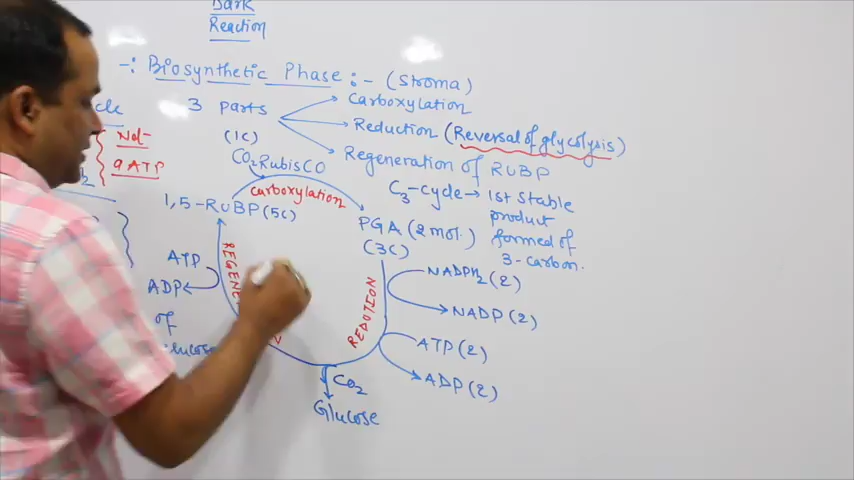 Dark
Reaction
-: Biosynthetic Phase :- (Stroma)
3 Parts
Carboxylation
Reduction (Reversal of glycolysis)
Regeneration of RUBP
cle
Nd-
9 ATP
(1C)
CO2 RubisCO
carboxylation
1,5-RUBP (5C)
PGA (2 mol.)
(3C)
C3-cycle → 1st Stable
product
formed of
3-carbon.
ATP
ADP
REGENE
REDUTION
NADPH2 (2)
NADP (2)
ATP (2)
ADP (2)
of
CO2
Glucose